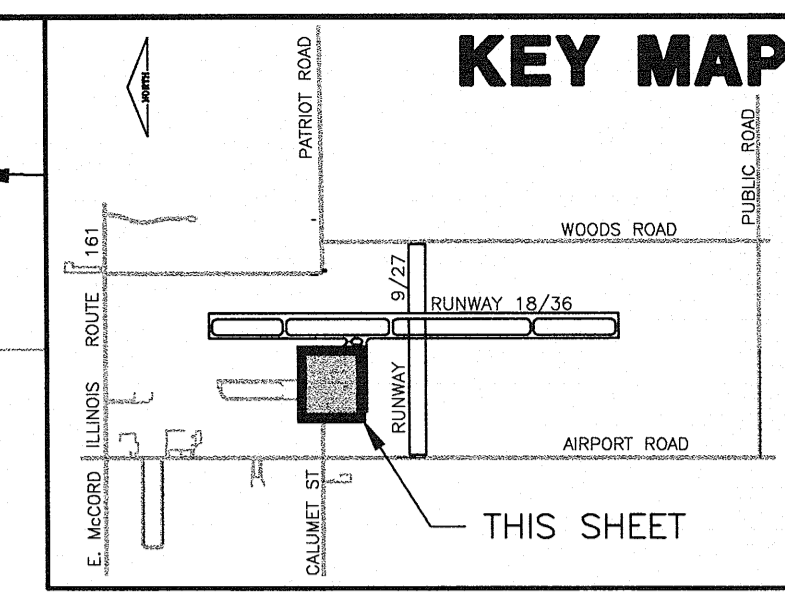 KEY MAP
NORTH
PATRIOT ROAD
PUBLIC ROAD
WOODS ROAD
ILLINOIS ROUTE 161
RUNWAY 9/27
RUNWAY 18/36
AIRPORT ROAD
E. McCORD
CALUMET ST
THIS SHEET